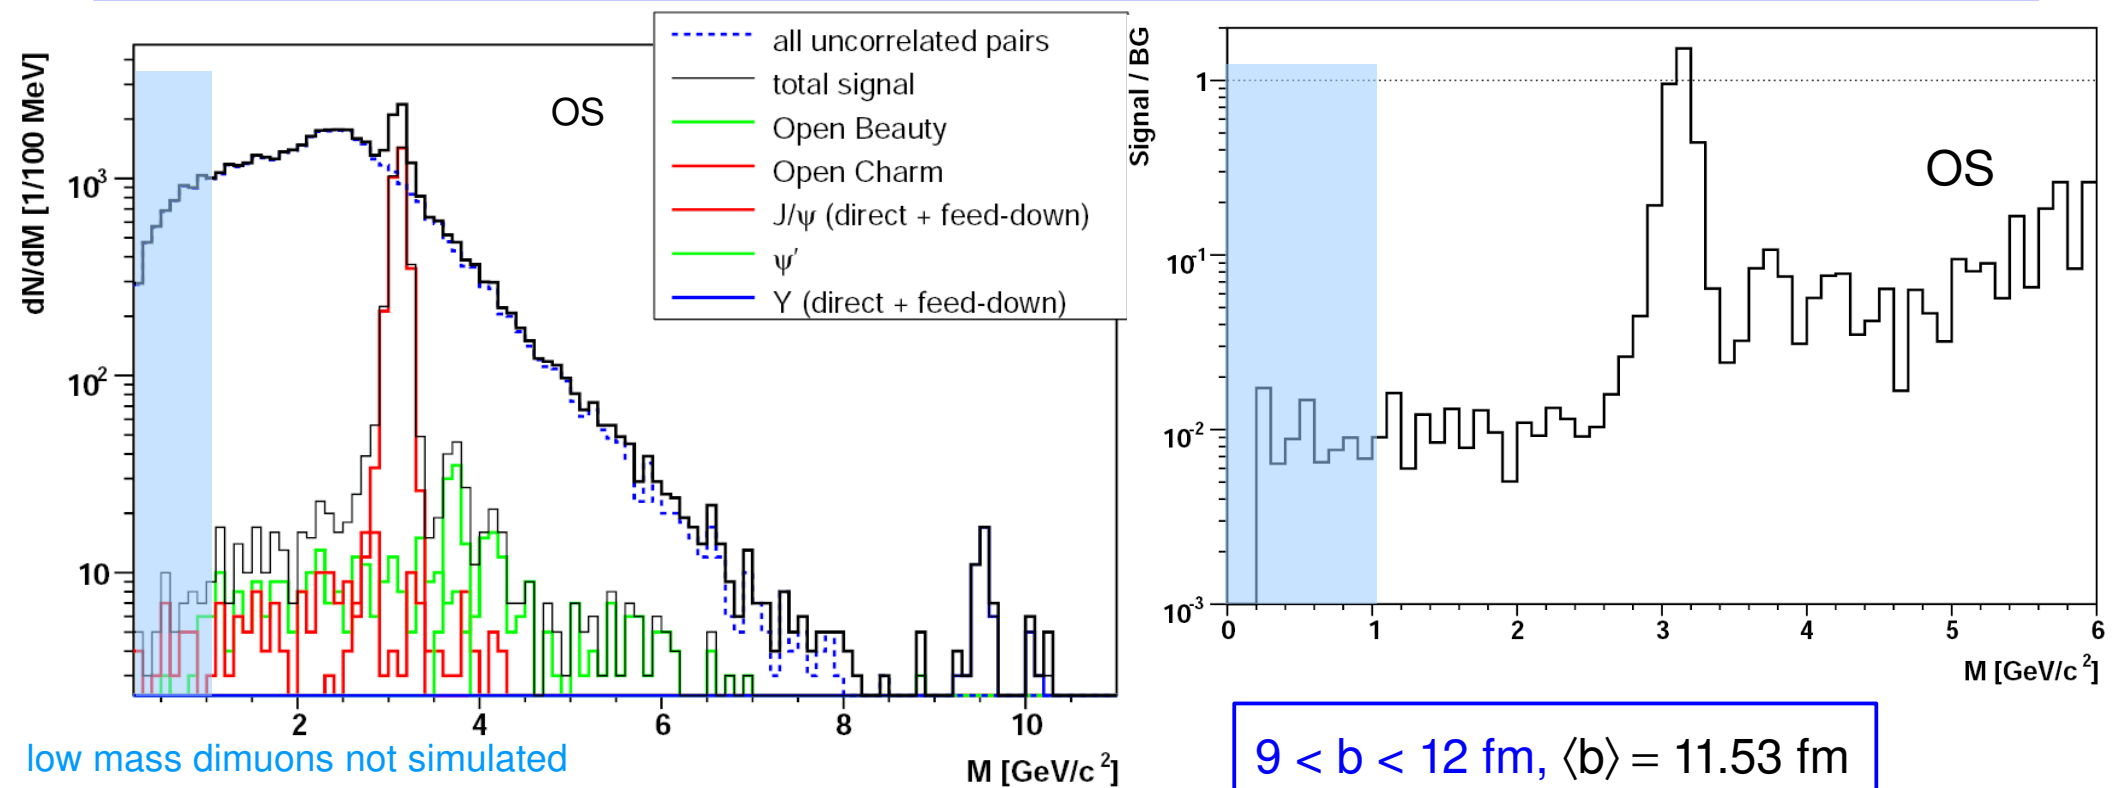 dN/dM [1/100 MeV]
10³
10²
10
OS
all uncorrelated pairs
total signal
Open Beauty
Open Charm
J/ψ (direct + feed-down)
ψ′
Υ (direct + feed-down)
2 4 6 8 10
M [GeV/c²]
low mass dimuons not simulated
Signal / BG
1
10⁻¹
10⁻²
10⁻³
OS
0 1 2 3 4 5 6
M [GeV/c²]
9 < b < 12 fm, ⟨b⟩ = 11.53 fm